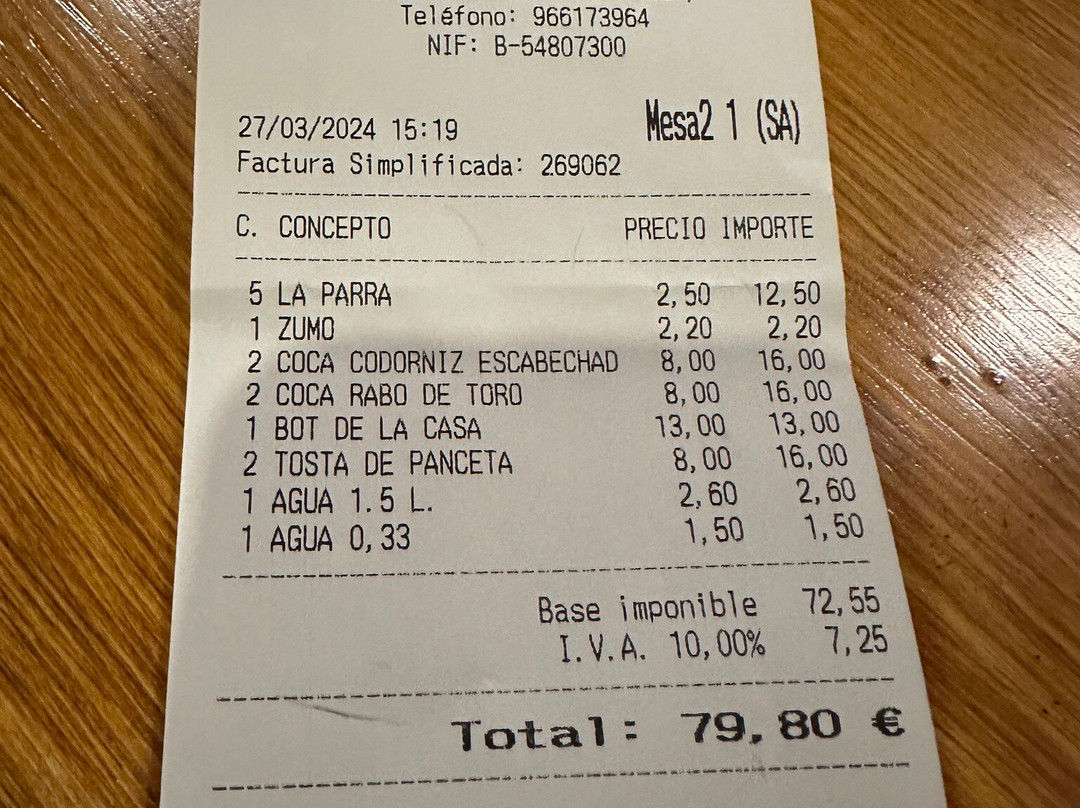 Teléfono: 966173964
NIF: B-54807300
27/03/2024 15:19 Mesa2 1 (SA)
Factura Simplificada: 269062
C. CONCEPTO PRECIO IMPORTE
5 LA PARRA 2,50 12,50
1 ZUMO 2,20 2,20
2 COCA CODORNIZ ESCABECHAD 8,00 16,00
2 COCA RABO DE TORO 8,00 16,00
1 BOT DE LA CASA 13,00 13,00
2 TOSTA DE PANCETA 8,00 16,00
1 AGUA 1.5 L. 2,60 2,60
1 AGUA 0,33 1,50 1,50
Base imponible 72,55
I.V.A. 10,00% 7,25
Total: 79,80 €